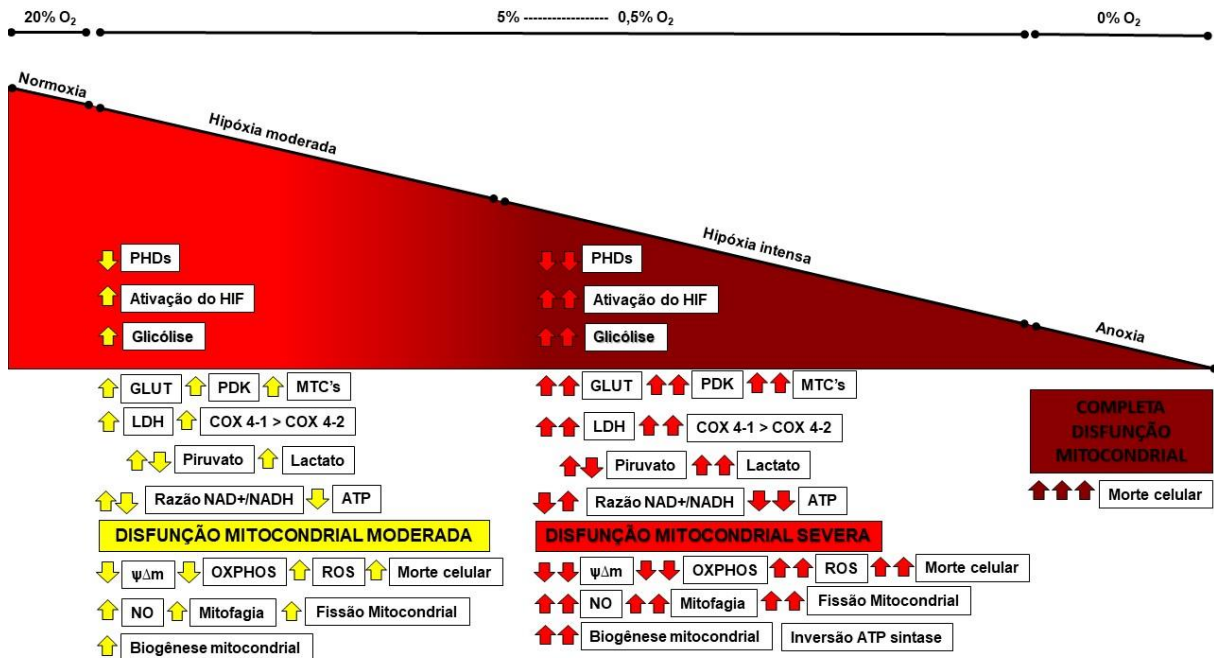 20% O₂ 5% ------------------- 0,5% O₂ 0% O₂
Normoxia
Hipóxia moderada
Hipóxia intensa
Anoxia
PHDs
Ativação do HIF
Glicólise
GLUT PDK MTC's
LDH COX 4-1 > COX 4-2
Piruvato Lactato
Razão NAD+/NADH ATP
DISFUNÇÃO MITOCONDRIAL MODERADA
ψΔm OXPHOS ROS Morte celular
NO Mitofagia Fissão Mitocondrial
Biogênese mitocondrial
PHDs
Ativação do HIF
Glicólise
GLUT PDK MTC's
LDH COX 4-1 > COX 4-2
Piruvato Lactato
Razão NAD+/NADH ATP
DISFUNÇÃO MITOCONDRIAL SEVERA
ψΔm OXPHOS ROS Morte celular
NO Mitofagia Fissão Mitocondrial
Biogênese mitocondrial Inversão ATP sintase
COMPLETA
DISFUNÇÃO
MITOCONDRIAL
Morte celular